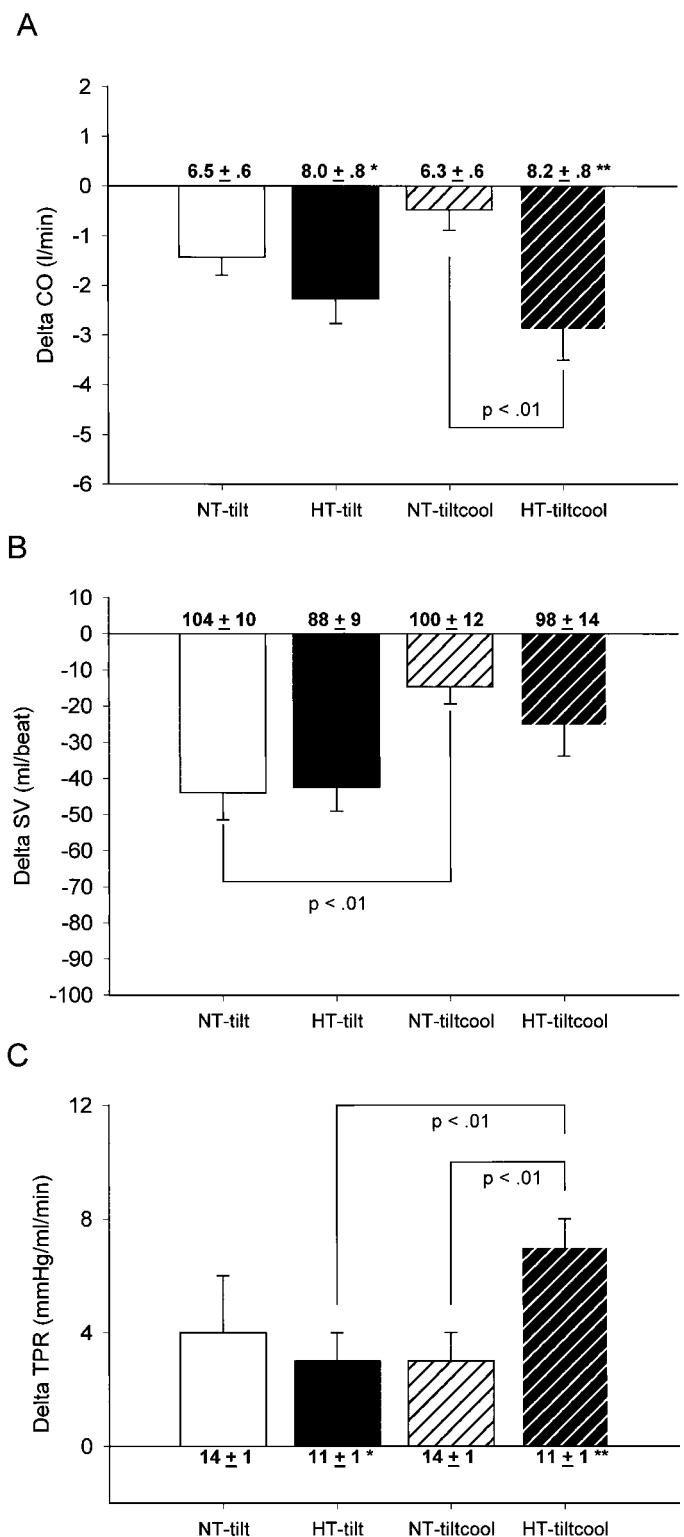 A
2
1
6.5 ± .6 8.0 ± .8 * 6.3 ± .6 8.2 ± .8 **
0
-1
-2
-3
-4
p < .01
-5
-6
Delta CO (l/min)
NT-tilt HT-tilt NT-tiltcool HT-tiltcool
B
10
104 ± 10 88 ± 9 100 ± 12 98 ± 14
0
-10
-20
-30
-40
-50
-60
-70
p < .01
-80
-90
-100
Delta SV (ml/beat)
NT-tilt HT-tilt NT-tiltcool HT-tiltcool
C
12
p < .01
p < .01
8
4
0
Delta TPR (mmHg/ml/min)
14 ± 1 11 ± 1 * 14 ± 1 11 ± 1 **
NT-tilt HT-tilt NT-tiltcool HT-tiltcool